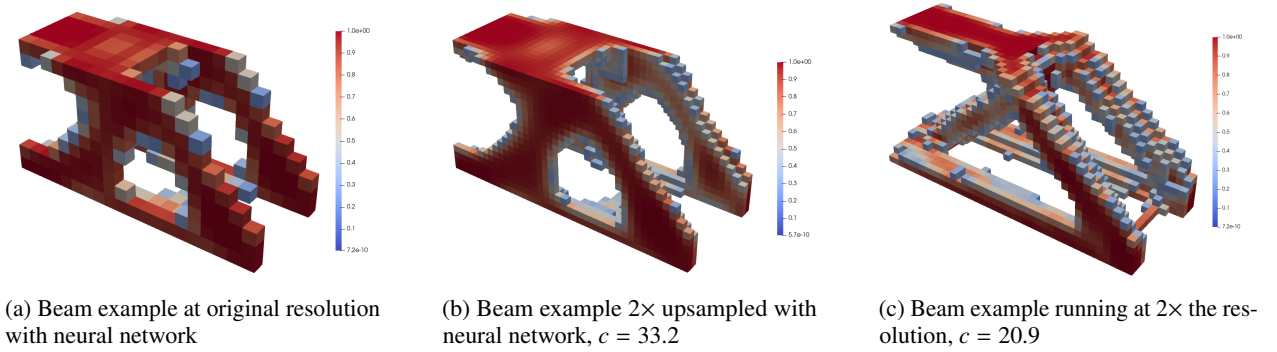 1.0e+00
0.9
0.8
0.7
0.6
0.5
0.4
0.3
0.2
0.1
7.2e-10
1.0e+00
0.9
0.8
0.7
0.6
0.5
0.4
0.3
0.2
0.1
5.7e-10
1.0e+00
0.9
0.8
0.7
0.6
0.5
0.4
0.3
0.2
0.1
7.2e-10
(a) Beam example at original resolution
with neural network
(b) Beam example 2× upsampled with
neural network, c = 33.2
(c) Beam example running at 2× the res-
olution, c = 20.9